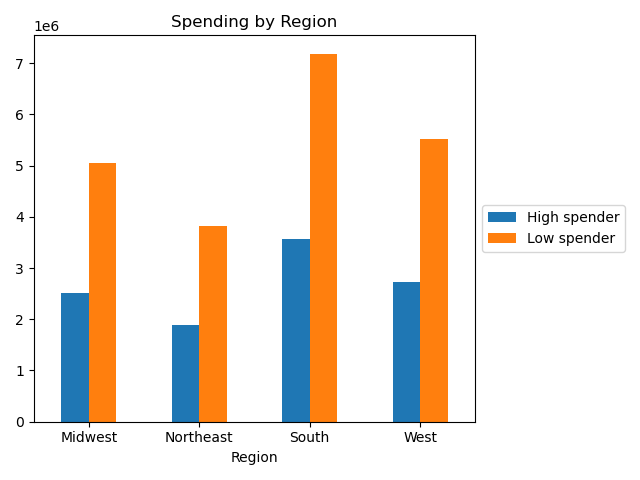 Spending by Region
1e6
7
6
5
4
3
2
1
0
Midwest Northeast South West
Region
High spender
Low spender